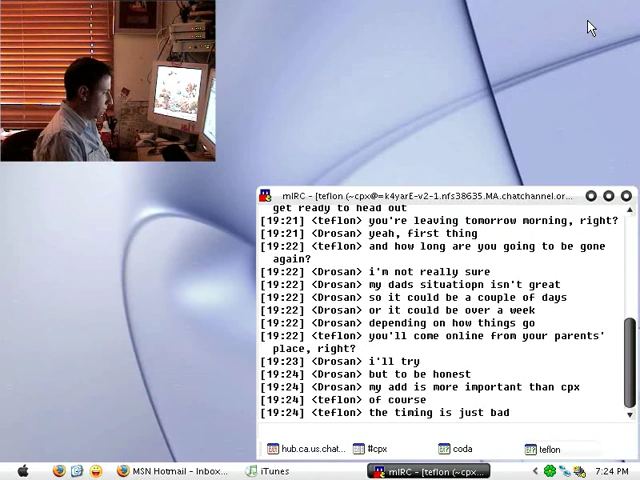 mIRC - [teflon (~cpx@=k4yarE-v2-1.nfs38635.MA.chatchannel.or...
get ready to head out
[19:21] <teflon> you're leaving tomorrow morning, right?
[19:21] <Drosan> yeah, first thing
[19:22] <teflon> and how long are you going to be gone
again?
[19:22] <Drosan> i'm not really sure
[19:22] <Drosan> my dads situatiopn isn't great
[19:22] <Drosan> so it could be a couple of days
[19:22] <Drosan> or it could be over a week
[19:22] <Drosan> depending on how things go
[19:22] <teflon> you'll come online from your parents'
place, right?
[19:23] <Drosan> i'll try
[19:24] <Drosan> but to be honest
[19:24] <Drosan> my add is more important than cpx
[19:24] <teflon> of course
[19:24] <teflon> the timing is just bad
hub.ca.us.chat... #cpx coda teflon
MSN Hotmail - Inbox... iTunes mIRC - [teflon (~cpx... 7:24 PM